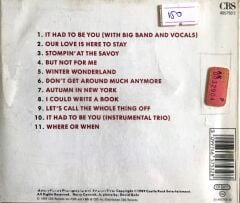 CBS
150
1. IT HAD TO BE YOU (WITH BIG BAND AND VOCALS)
2. OUR LOVE IS HERE TO STAY
3. STOMPIN' AT THE SAVOY
4. BUT NOT FOR ME
5. WINTER WONDERLAND
6. DON'T GET AROUND MUCH ANYMORE
7. AUTUMN IN NEW YORK
8. I COULD WRITE A BOOK
9. LET'S CALL THE WHOLE THING OFF
10. IT HAD TO BE YOU (INSTRUMENTAL TRIO)
11. WHERE OR WHEN